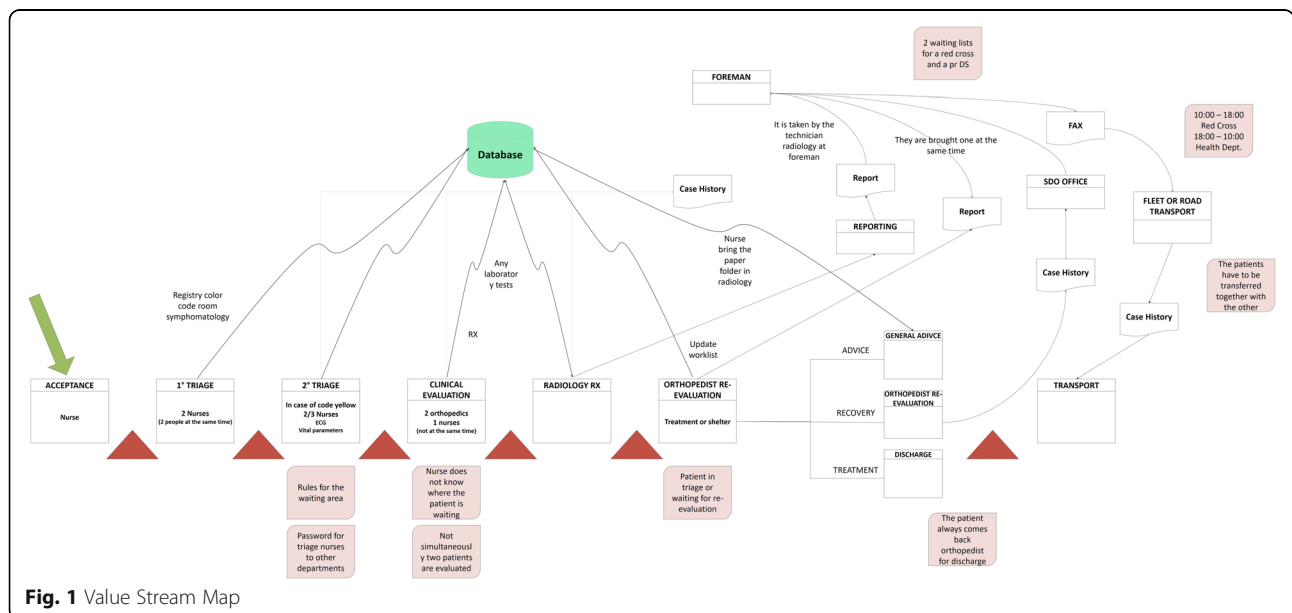 2 waiting lists
for a red cross
and a pr DS
FOREMAN
It is taken by the
technician
radiology at
foreman
They are brought one at the
same time
FAX
10:00 – 18:00
Red Cross
18:00 – 10:00
Health Dept.
Database
Case History
Report
Report
REPORTING
SDO OFFICE
FLEET OR ROAD
TRANSPORT
Nurse
bring the
paper
folder in
radiology
Any
laborator
y tests
Registry color
code room
symphomatology
RX
Update
worklist
Case History
Case History
The patients
have to be
transferred
together with
the other
ACCEPTANCE
Nurse
1° TRIAGE
2 Nurses
(2 people at the same time)
2° TRIAGE
In case of code yellow
2/3 Nurses
ECG
Vital parameters
CLINICAL
EVALUATION
2 orthopedics
1 nurses
(not at the same time)
RADIOLOGY RX
ORTHOPEDIST RE-
EVALUATION
Treatment or shelter
ADVICE
GENERAL ADVICE
RECOVERY
ORTHOPEDIST RE-
EVALUATION
TREATMENT
DISCHARGE
TRANSPORT
Rules for the
waiting area
Password for
triage nurses
to other
departments
Nurse does
not know
where the
patient is
waiting
Not
simultaneousl
y two patients
are evaluated
Patient in
triage or
waiting for re-
evaluation
The patient
always comes
back
orthopedist
for discharge
Fig. 1 Value Stream Map